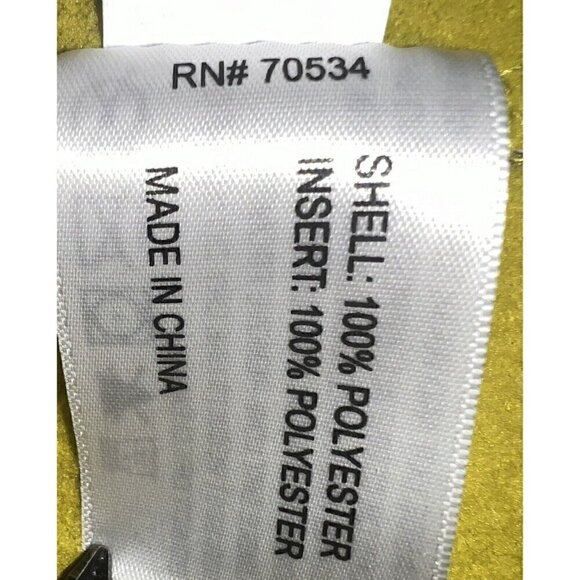 RN# 70534
SHELL: 100% POLYESTER
INSERT: 100% POLYESTER
MADE IN CHINA